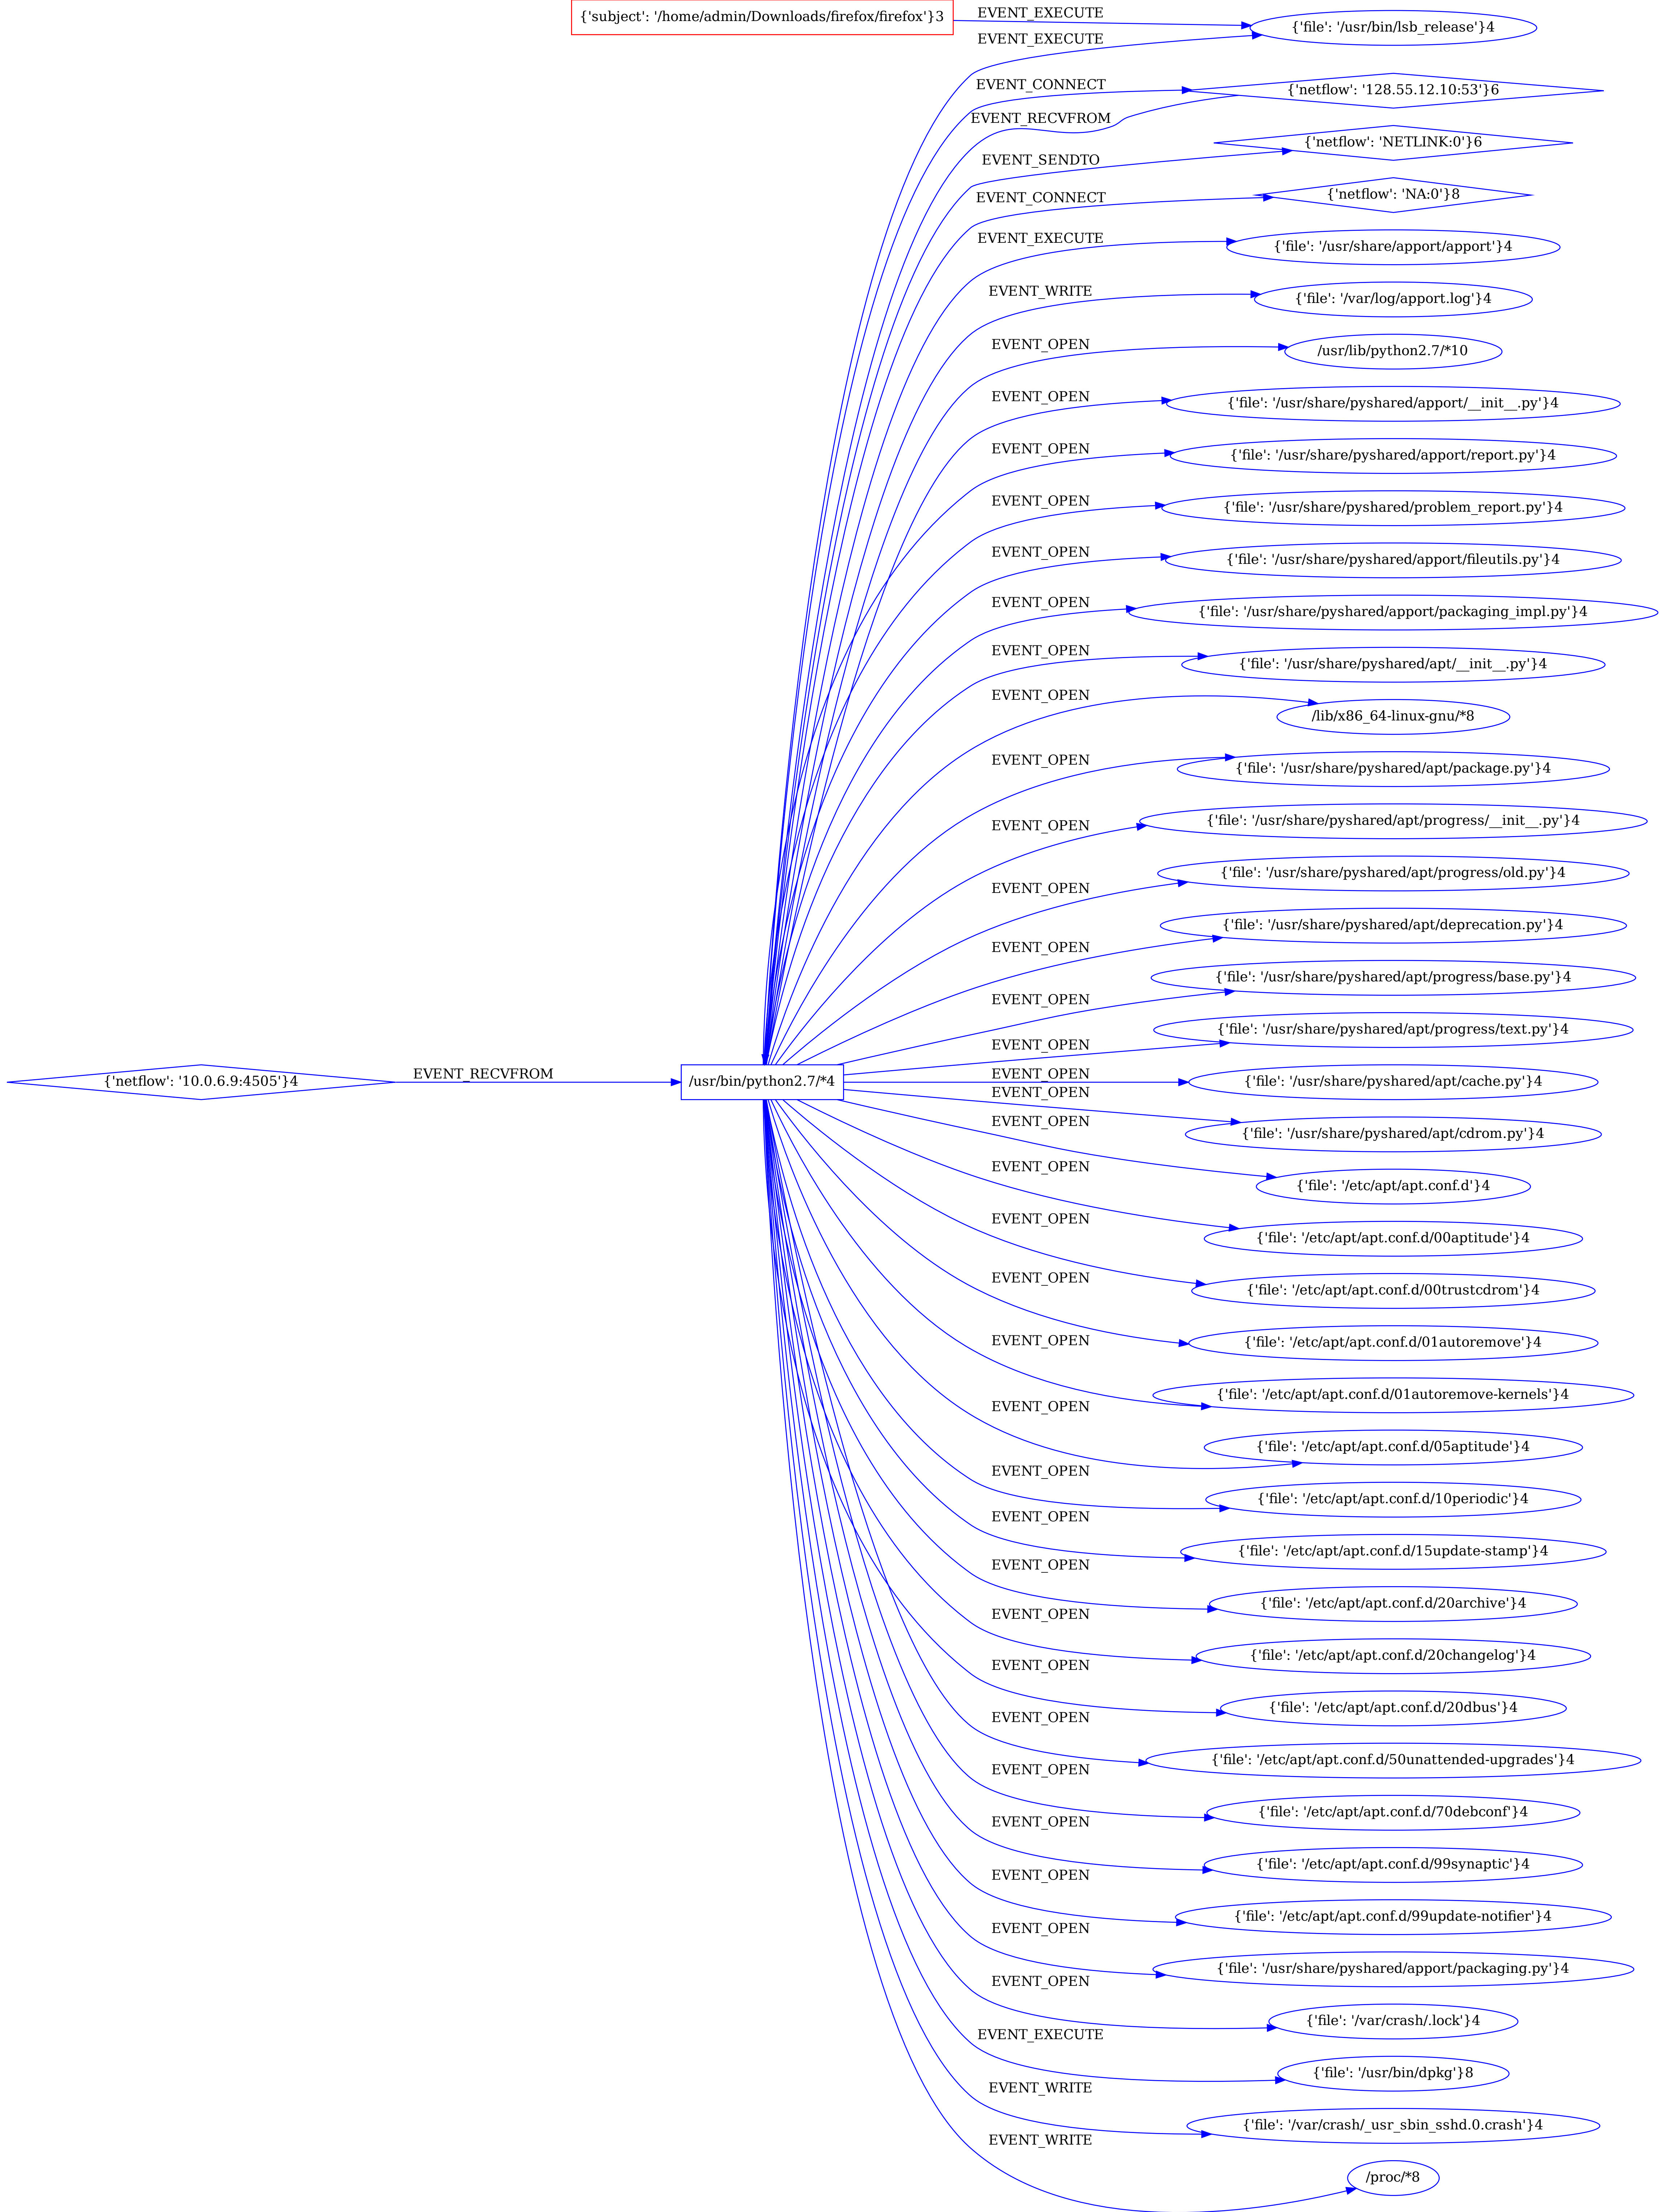 {'subject': '/home/admin/Downloads/firefox/firefox'}3
EVENT_EXECUTE
{'file': '/usr/bin/lsb_release'}4
EVENT_EXECUTE
EVENT_CONNECT
{'netflow': '128.55.12.10:53'}6
EVENT_RECVFROM
{'netflow': 'NETLINK:0'}6
EVENT_SENDTO
{'netflow': 'NA:0'}8
EVENT_CONNECT
EVENT_EXECUTE
{'file': '/usr/share/apport/apport'}4
EVENT_WRITE
{'file': '/var/log/apport.log'}4
EVENT_OPEN
/usr/lib/python2.7/*10
EVENT_OPEN
{'file': '/usr/share/pyshared/apport/__init__.py'}4
EVENT_OPEN
{'file': '/usr/share/pyshared/apport/report.py'}4
EVENT_OPEN
{'file': '/usr/share/pyshared/problem_report.py'}4
EVENT_OPEN
{'file': '/usr/share/pyshared/apport/fileutils.py'}4
EVENT_OPEN
{'file': '/usr/share/pyshared/apport/packaging_impl.py'}4
EVENT_OPEN
{'file': '/usr/share/pyshared/apt/__init__.py'}4
EVENT_OPEN
/lib/x86_64-linux-gnu/*8
EVENT_OPEN
{'file': '/usr/share/pyshared/apt/package.py'}4
EVENT_OPEN
{'file': '/usr/share/pyshared/apt/progress/__init__.py'}4
EVENT_OPEN
{'file': '/usr/share/pyshared/apt/progress/old.py'}4
EVENT_OPEN
{'file': '/usr/share/pyshared/apt/deprecation.py'}4
EVENT_OPEN
{'file': '/usr/share/pyshared/apt/progress/base.py'}4
EVENT_OPEN
{'file': '/usr/share/pyshared/apt/progress/text.py'}4
{'netflow': '10.0.6.9:4505'}4
EVENT_RECVFROM
/usr/bin/python2.7/*4
EVENT_OPEN
{'file': '/usr/share/pyshared/apt/cache.py'}4
EVENT_OPEN
{'file': '/usr/share/pyshared/apt/cdrom.py'}4
EVENT_OPEN
{'file': '/etc/apt/apt.conf.d'}4
EVENT_OPEN
{'file': '/etc/apt/apt.conf.d/00aptitude'}4
EVENT_OPEN
{'file': '/etc/apt/apt.conf.d/00trustcdrom'}4
EVENT_OPEN
{'file': '/etc/apt/apt.conf.d/01autoremove'}4
EVENT_OPEN
{'file': '/etc/apt/apt.conf.d/01autoremove-kernels'}4
EVENT_OPEN
{'file': '/etc/apt/apt.conf.d/05aptitude'}4
EVENT_OPEN
{'file': '/etc/apt/apt.conf.d/10periodic'}4
EVENT_OPEN
{'file': '/etc/apt/apt.conf.d/15update-stamp'}4
EVENT_OPEN
{'file': '/etc/apt/apt.conf.d/20archive'}4
EVENT_OPEN
{'file': '/etc/apt/apt.conf.d/20changelog'}4
EVENT_OPEN
{'file': '/etc/apt/apt.conf.d/20dbus'}4
EVENT_OPEN
{'file': '/etc/apt/apt.conf.d/50unattended-upgrades'}4
EVENT_OPEN
{'file': '/etc/apt/apt.conf.d/70debconf'}4
EVENT_OPEN
{'file': '/etc/apt/apt.conf.d/99synaptic'}4
EVENT_OPEN
{'file': '/etc/apt/apt.conf.d/99update-notifier'}4
EVENT_OPEN
{'file': '/usr/share/pyshared/apport/packaging.py'}4
EVENT_OPEN
{'file': '/var/crash/.lock'}4
EVENT_EXECUTE
{'file': '/usr/bin/dpkg'}8
EVENT_WRITE
{'file': '/var/crash/_usr_sbin_sshd.0.crash'}4
EVENT_WRITE
/proc/*8